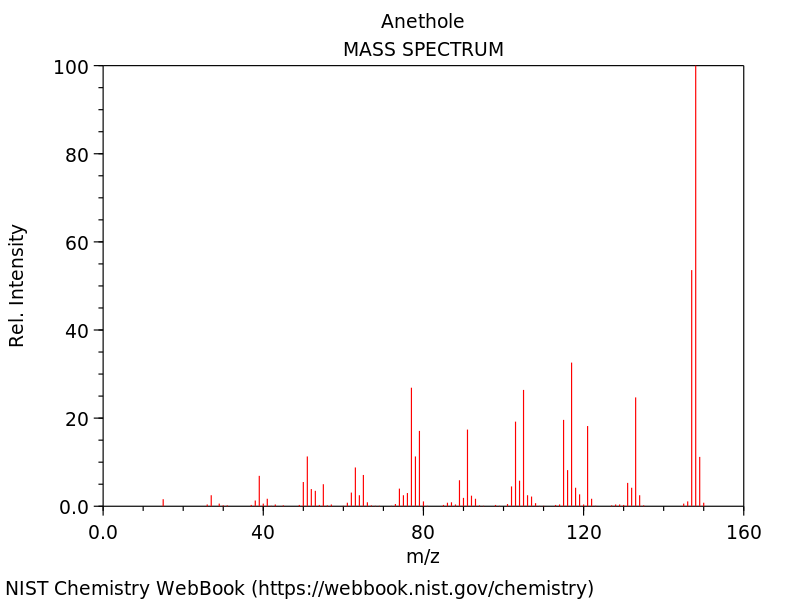 Anethole
MASS SPECTRUM
100
80
60
40
20
0.0
Rel. Intensity
0.0 40 80 120 160
m/z
NIST Chemistry WebBook (https://webbook.nist.gov/chemistry)